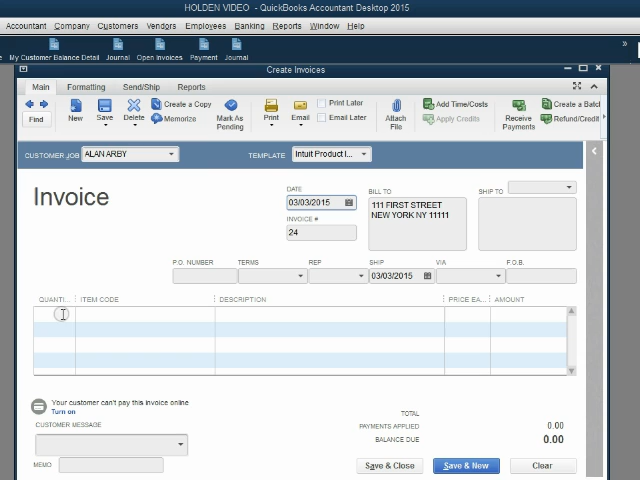 HOLDEN VIDEO - QuickBooks Accountant Desktop 2015
Accountant Company Customers Vendors Employees Banking Reports Window Help
My Customer Balance Detail Journal Open Invoices Payment Journal
Create Invoices
Main Formatting Send/Ship Reports
Find New Save Delete Create a Copy Memorize Mark As Pending Print Email Print Later Email Later Attach File Add Time/Costs Apply Credits Receive Payments Create a Batch Refund/Credit
CUSTOMER:JOB ALAN ARBY TEMPLATE Intuit Product I...
Invoice
DATE
03/03/2015
INVOICE #
24
BILL TO
111 FIRST STREET
NEW YORK NY 11111
SHIP TO
P.O. NUMBER TERMS REP SHIP VIA F.O.B.
03/03/2015
QUANTI... ITEM CODE DESCRIPTION PRICE EA... AMOUNT
Your customer can't pay this invoice online
Turn on
CUSTOMER MESSAGE
MEMO
TOTAL
PAYMENTS APPLIED 0.00
BALANCE DUE 0.00
Save & Close Save & New Clear